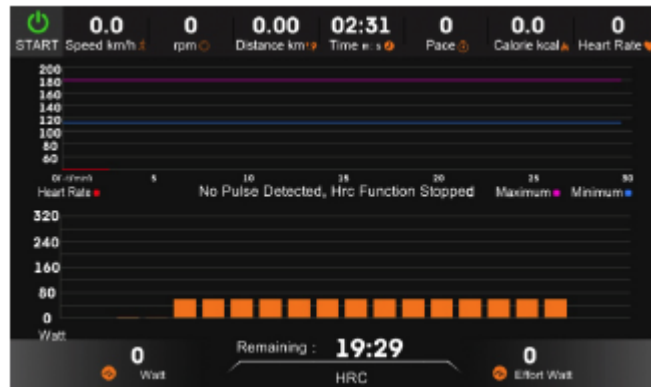 0.0 0 0.00 02:31 0 0.0 0
START Speed km/h rpm Distance km Time m: s Pace Calorie kcal Heart Rate
200
180
160
140
120
100
80
60
5 10 15 25 30
Heart Rate No Pulse Detected, Hrc Function Stopped Maximum Minimum
320
240
160
80
0
Watt
0 Remaining : 19:29 0
Watt HRC Effort Watt